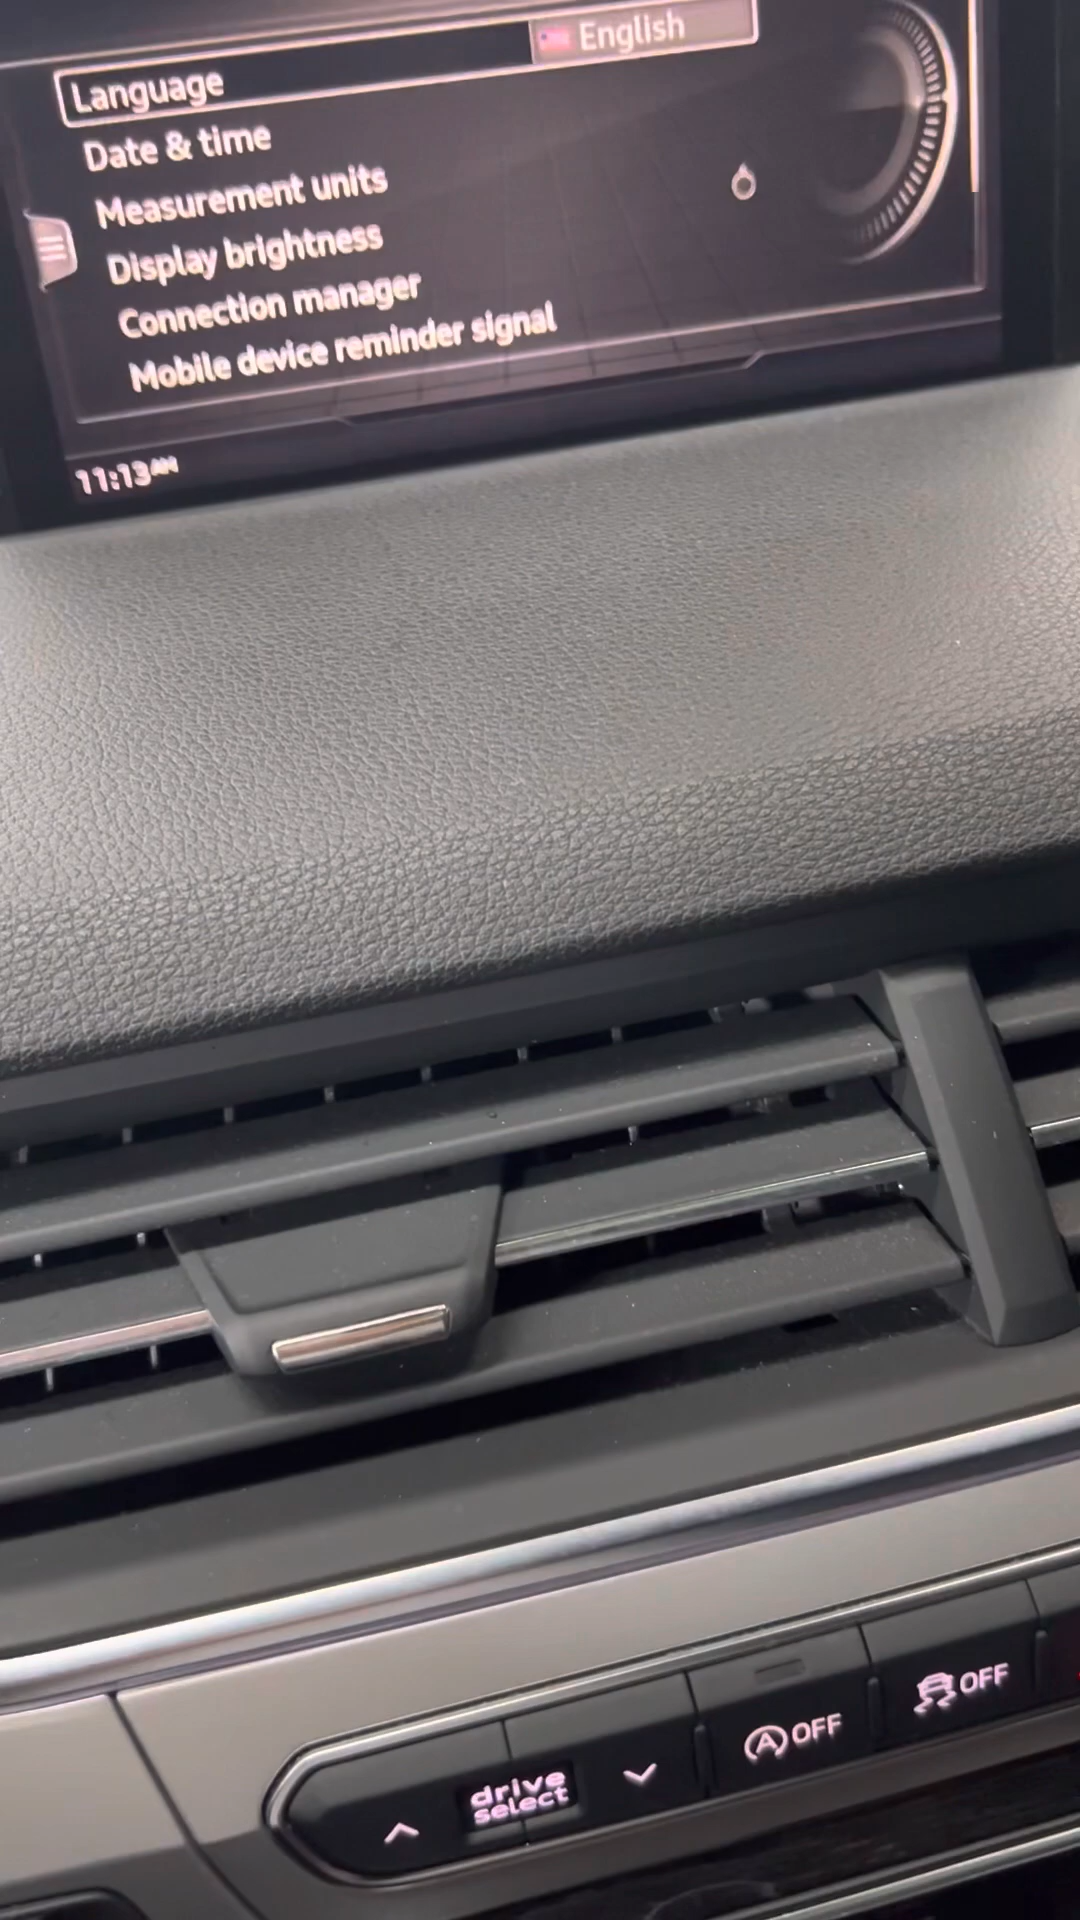 Language English
Date & time
Measurement units
Display brightness
Connection manager
Mobile device reminder signal
11:13AM
drive
select
A OFF
OFF